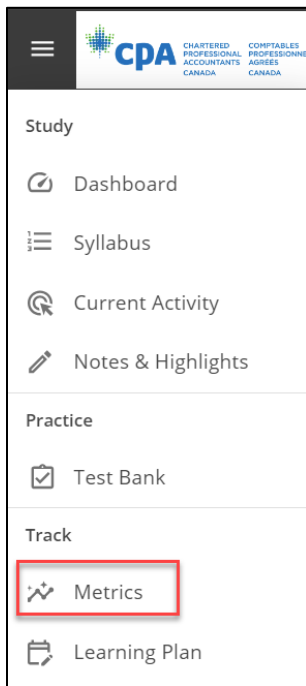 CPA
CHARTERED
PROFESSIONAL
ACCOUNTANTS
CANADA
COMPTABLES
AGRÉÉS
CANADA
Study
Dashboard
Syllabus
Current Activity
Notes & Highlights
Practice
Test Bank
Track
Metrics
Learning Plan